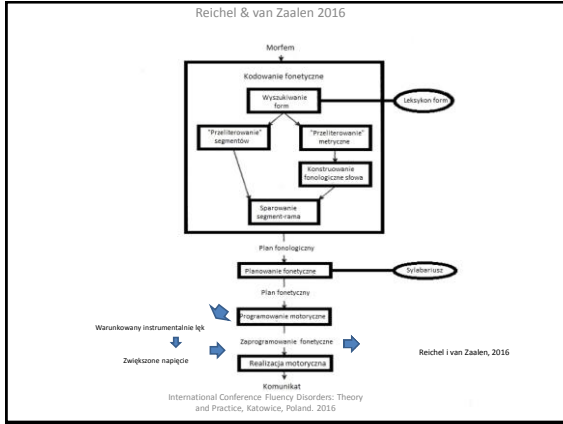 Reichel & van Zaalen 2016
Morfem
Kodowanie fonetyczne
Wyszukiwanie
form
Leksykon form
"Przeliterowanie"
segmentów
"Przeliterowanie"
metryczne
Konstruowanie
fonologiczne słowa
Sparowanie
segment-rama
Plan fonologiczny
Planowanie fonetyczne
Sylabariusz
Plan fonetyczny
Programowanie motoryczne
Warunkowany instrumentalnie lęk
Zaprogramowanie fonetyczne
Zwiększone napięcie
Reichel i van Zaalen, 2016
Realizacja motoryczna
Komunikat
International Conference Fluency Disorders: Theory
and Practice, Katowice, Poland. 2016